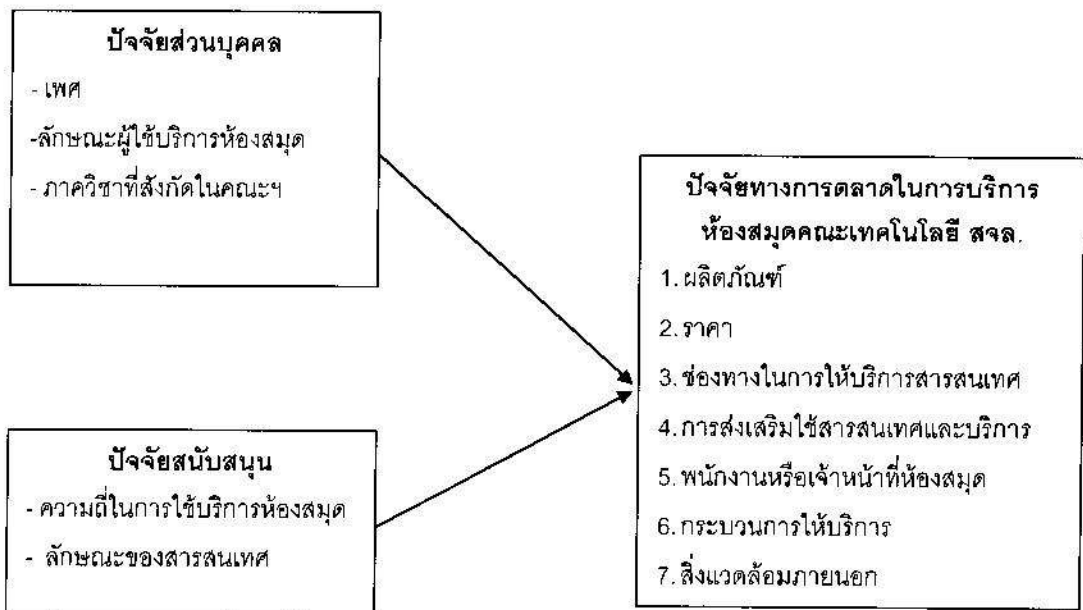 ปัจจัยส่วนบุคคล
- เพศ
-ลักษณะผู้ใช้บริการห้องสมุด
- ภาควิชาที่สังกัดในคณะฯ
ปัจจัยสนับสนุน
- ความถี่ในการใช้บริการห้องสมุด
- ลักษณะของสารสนเทศ
ปัจจัยทางการตลาดในการบริการ
ห้องสมุดคณะเทคโนโลยี สจล.
1. ผลิตภัณฑ์
2. ราคา
3. ช่องทางในการให้บริการสารสนเทศ
4. การส่งเสริมใช้สารสนเทศและบริการ
5. พนักงานหรือเจ้าหน้าที่ห้องสมุด
6. กระบวนการให้บริการ
7. สิ่งแวดล้อมภายนอก